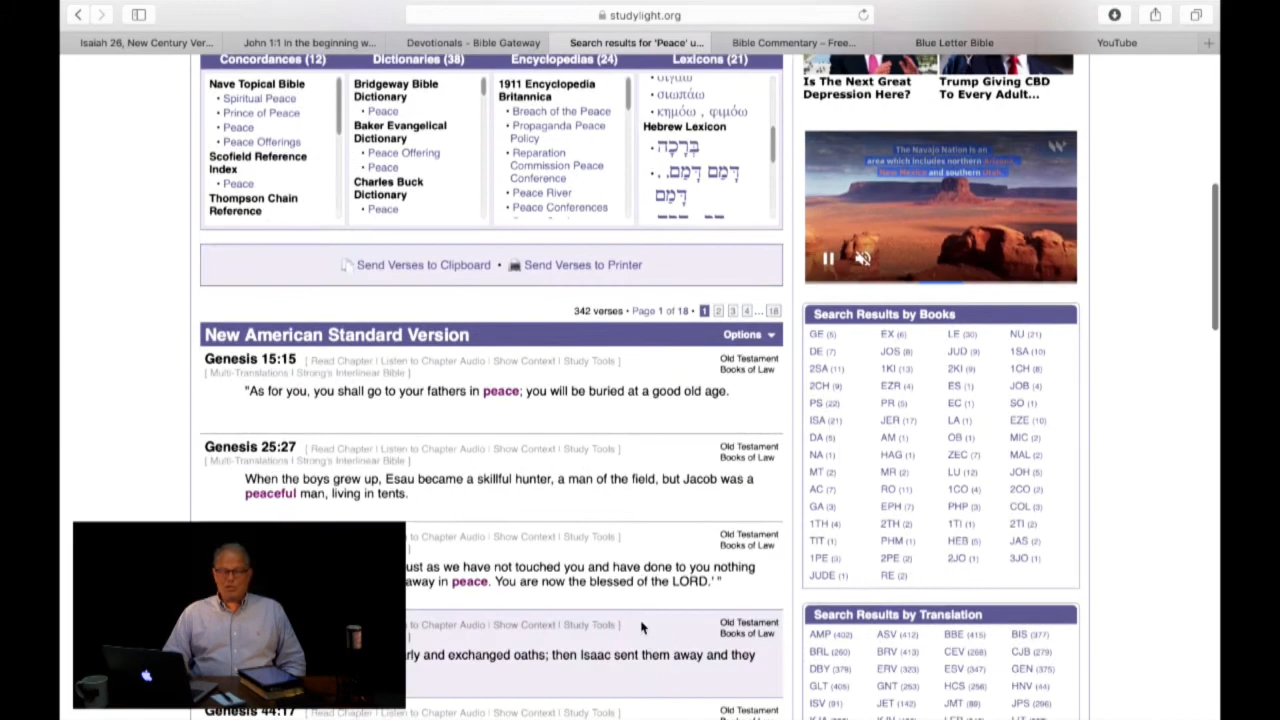 studylight.org
Isaiah 26, New Century Ver...
John 1:1 in the beginning w...
Devotionals – Bible Gateway
Search results for 'Peace' u...
Bible Commentary – Free...
Blue Letter Bible
YouTube
Concordances (12)
Dictionaries (38)
Encyclopedias (24)
Lexicons (21)
Nave Topical Bible
• Spiritual Peace
• Prince of Peace
• Peace
• Peace Offerings
Scofield Reference
Index
• Peace
Thompson Chain
Reference
Bridgeway Bible
Dictionary
• Peace
Baker Evangelical
Dictionary
• Peace Offering
• Peace
Charles Buck
Dictionary
• Peace
1911 Encyclopedia
Britannica
• Breach of the Peace
• Propaganda Peace
Policy
• Reparation
Commission Peace
Conference
• Peace River
• Peace Conferences
• σιωπάω
• κημόω , φιμόω
Hebrew Lexicon
Is The Next Great
Depression Here?
Trump Giving CBD
To Every Adult...
The Navajo Nation is an
area which includes northern Arizona,
New Mexico and southern Utah.
Send Verses to Clipboard • Send Verses to Printer
342 verses • Page 1 of 18 • 1 2 3 4 ... 18
New American Standard Version
Options
Genesis 15:15 [ Read Chapter | Listen to Chapter Audio | Show Context | Study Tools ]
[ Multi-Translations | Strong's Interlinear Bible ]
Old Testament
Books of Law
"As for you, you shall go to your fathers in peace; you will be buried at a good old age.
Genesis 25:27 [ Read Chapter | Listen to Chapter Audio | Show Context | Study Tools ]
[ Multi-Translations | Strong's Interlinear Bible ]
Old Testament
Books of Law
When the boys grew up, Esau became a skillful hunter, a man of the field, but Jacob was a
peaceful man, living in tents.
Listen to Chapter Audio | Show Context | Study Tools ]
Old Testament
Books of Law
ust as we have not touched you and have done to you nothing
away in peace. You are now the blessed of the LORD.' "
Listen to Chapter Audio | Show Context | Study Tools ]
Old Testament
Books of Law
rly and exchanged oaths; then Isaac sent them away and they
Genesis 44:17 [ Read Chapter | Listen to Chapter Audio | Show Context | Study Tools ]
Old Testament
Search Results by Books
GE (5) EX (6) LE (30) NU (21)
DE (7) JOS (8) JUD (9) 1SA (10)
2SA (11) 1KI (13) 2KI (9) 1CH (8)
2CH (9) EZR (4) ES (1) JOB (4)
PS (22) PR (5) EC (1) SO (1)
ISA (21) JER (17) LA (1) EZE (10)
DA (5) AM (1) OB (1) MIC (2)
NA (1) HAG (1) ZEC (7) MAL (2)
MT (2) MR (2) LU (12) JOH (5)
AC (7) RO (11) 1CO (4) 2CO (2)
GA (3) EPH (7) PHP (3) COL (3)
1TH (4) 2TH (2) 1TI (1) 2TI (2)
TIT (1) PHM (1) HEB (5) JAS (2)
1PE (3) 2PE (2) 2JO (1) 3JO (1)
JUDE (1) RE (2)
Search Results by Translation
AMP (402) ASV (412) BBE (415) BIS (377)
BRL (260) BRV (413) CEV (268) CJB (279)
DBY (379) ERV (323) ESV (347) GEN (375)
GLT (405) GNT (253) HCS (256) HNV (44)
ISV (91) JET (142) JMT (89) JPS (296)